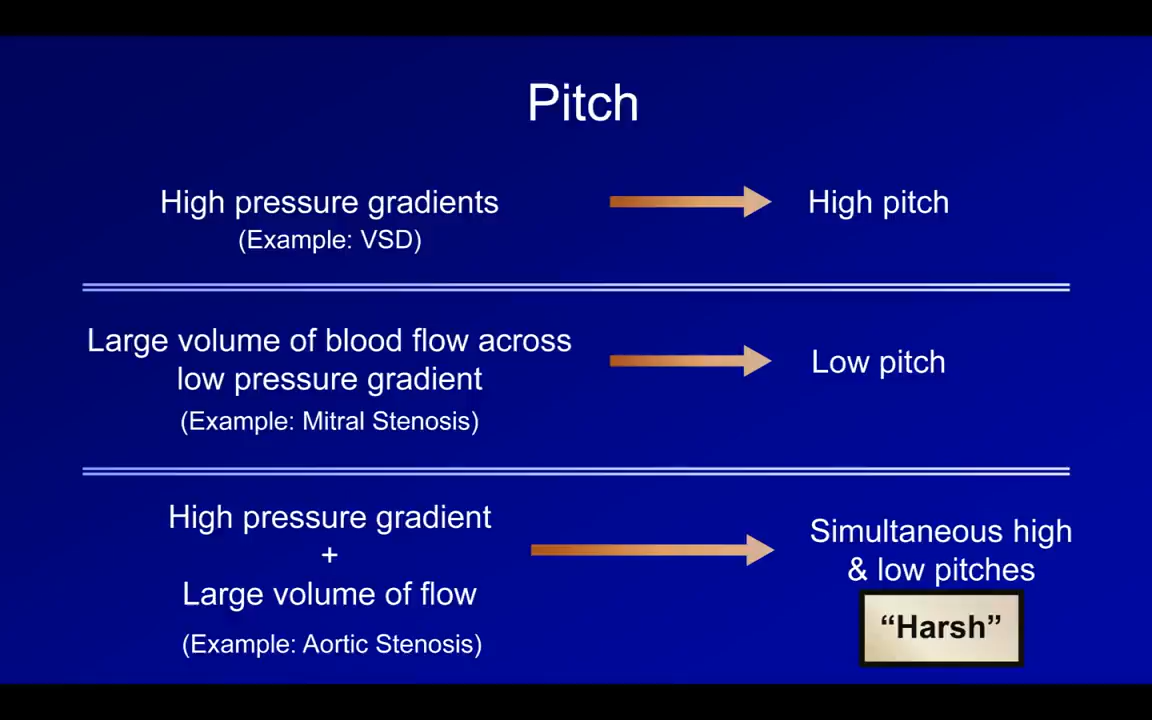 Pitch
High pressure gradients
High pitch
(Example: VSD)
Large volume of blood flow across
low pressure gradient
Low pitch
(Example: Mitral Stenosis)
High pressure gradient
+
Large volume of flow
(Example: Aortic Stenosis)
Simultaneous high
& low pitches
“Harsh”